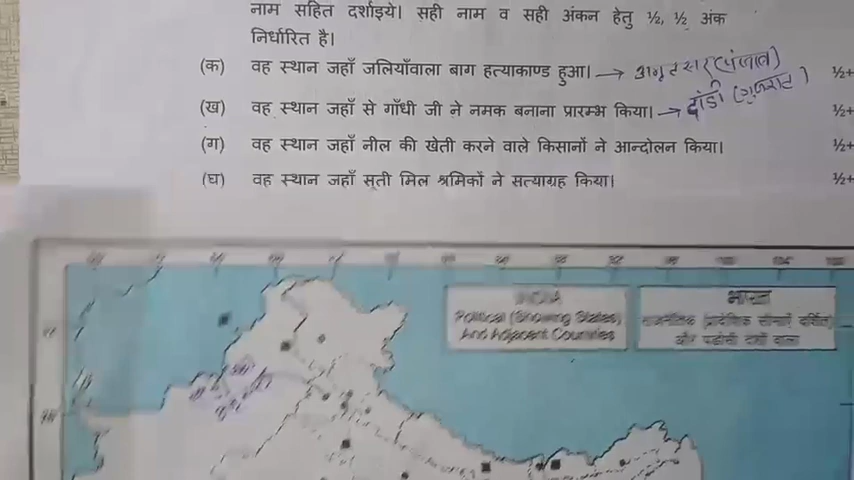 नाम सहित दर्शाइये। सही नाम व सही अंकन हेतु ½, ½ अंक
निर्धारित है।
(क) वह स्थान जहाँ जलियाँवाला बाग हत्याकाण्ड हुआ। → अमृतसर (पंजाब) ½+
(ख) वह स्थान जहाँ से गाँधी जी ने नमक बनाना प्रारम्भ किया। → दांडी (गुजरात) ½+
(ग) वह स्थान जहाँ नील की खेती करने वाले किसानों ने आन्दोलन किया। ½+
(घ) वह स्थान जहाँ सूती मिल श्रमिकों ने सत्याग्रह किया। ½+
INDIA भारत
Political (Showing States)
And Adjacent Countries